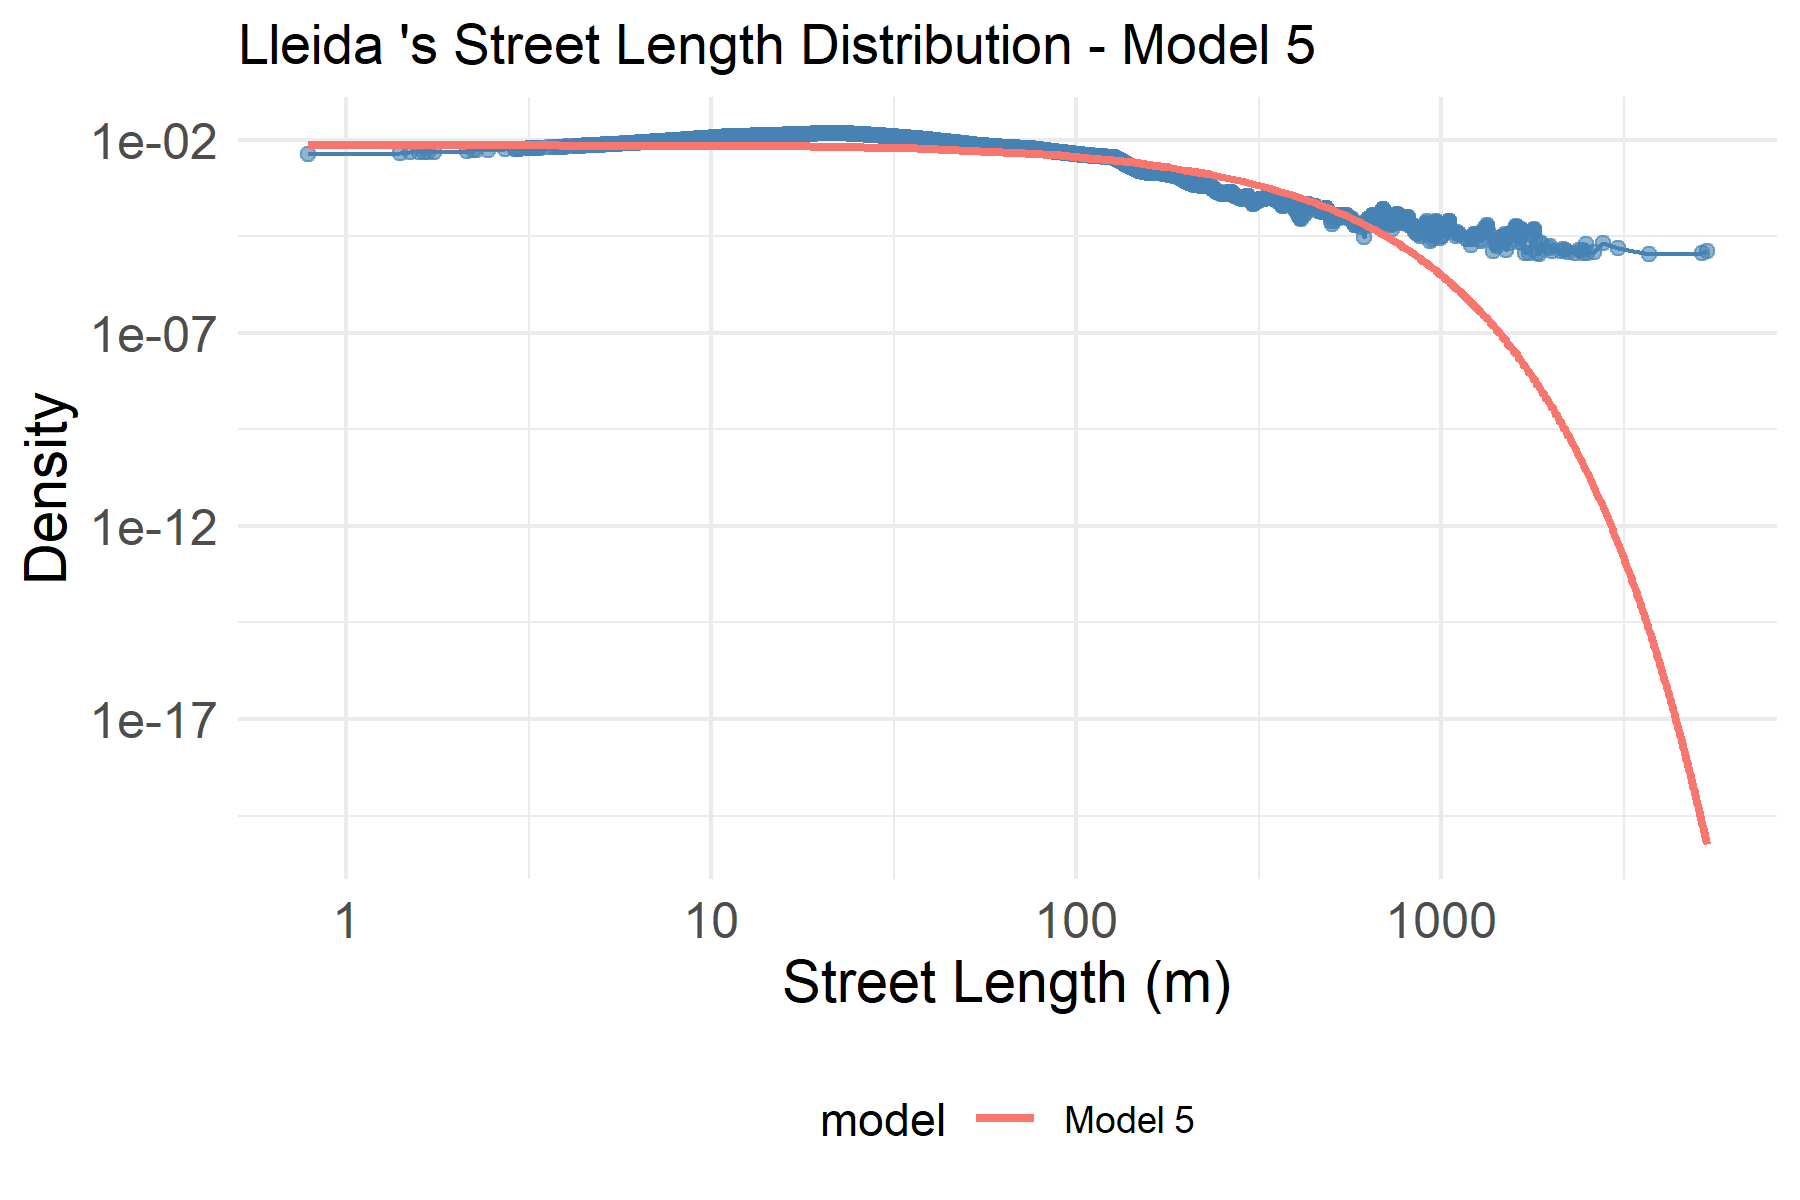 Lleida 's Street Length Distribution - Model 5
Density
1e-02
1e-07
1e-12
1e-17
1 10 100 1000
Street Length (m)
model Model 5